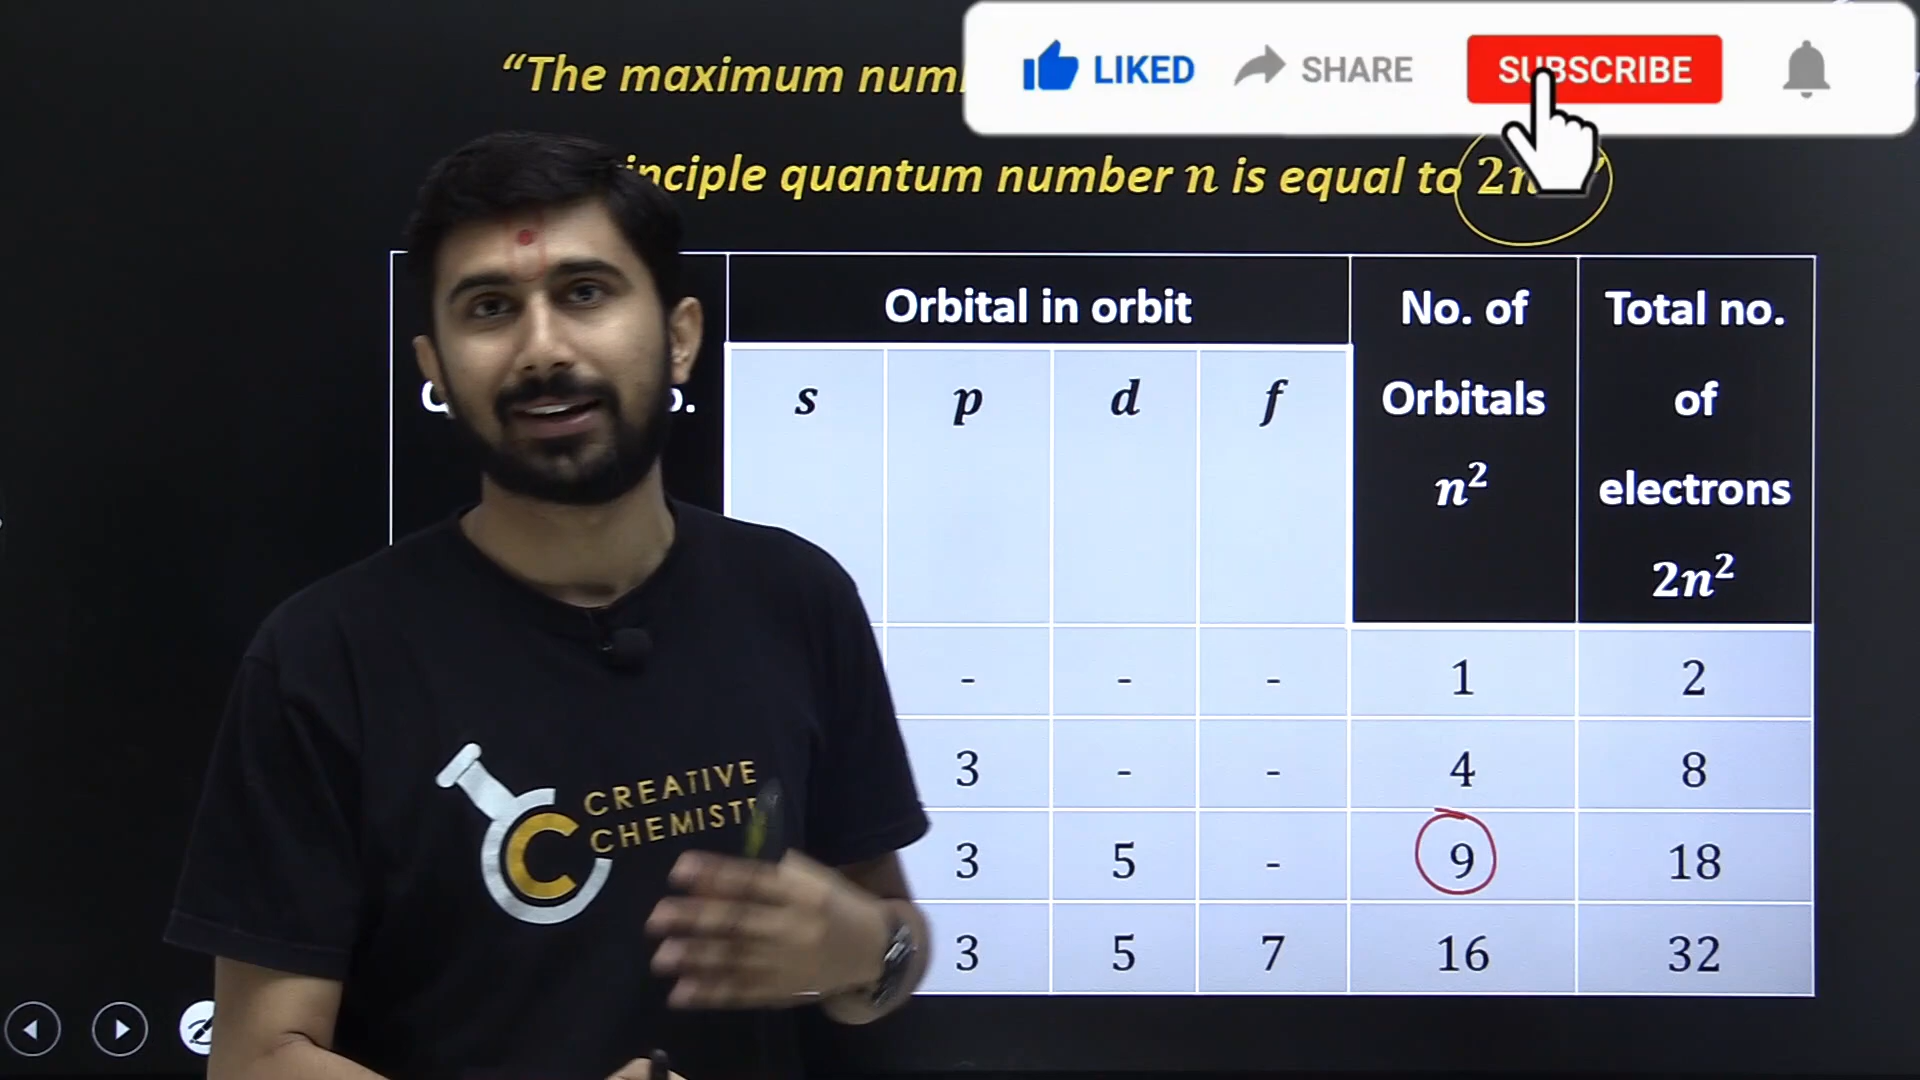 “The maximum num
LIKED
SHARE
SUBSCRIBE
nciple quantum number n is equal to 2n
Orbital in orbit
No. of
Orbitals
n²
Total no.
of
electrons
2n²
s p d f
- - - 1 2
3 - - 4 8
3 5 - 9 18
3 5 7 16 32
CREATIVE
CHEMIST